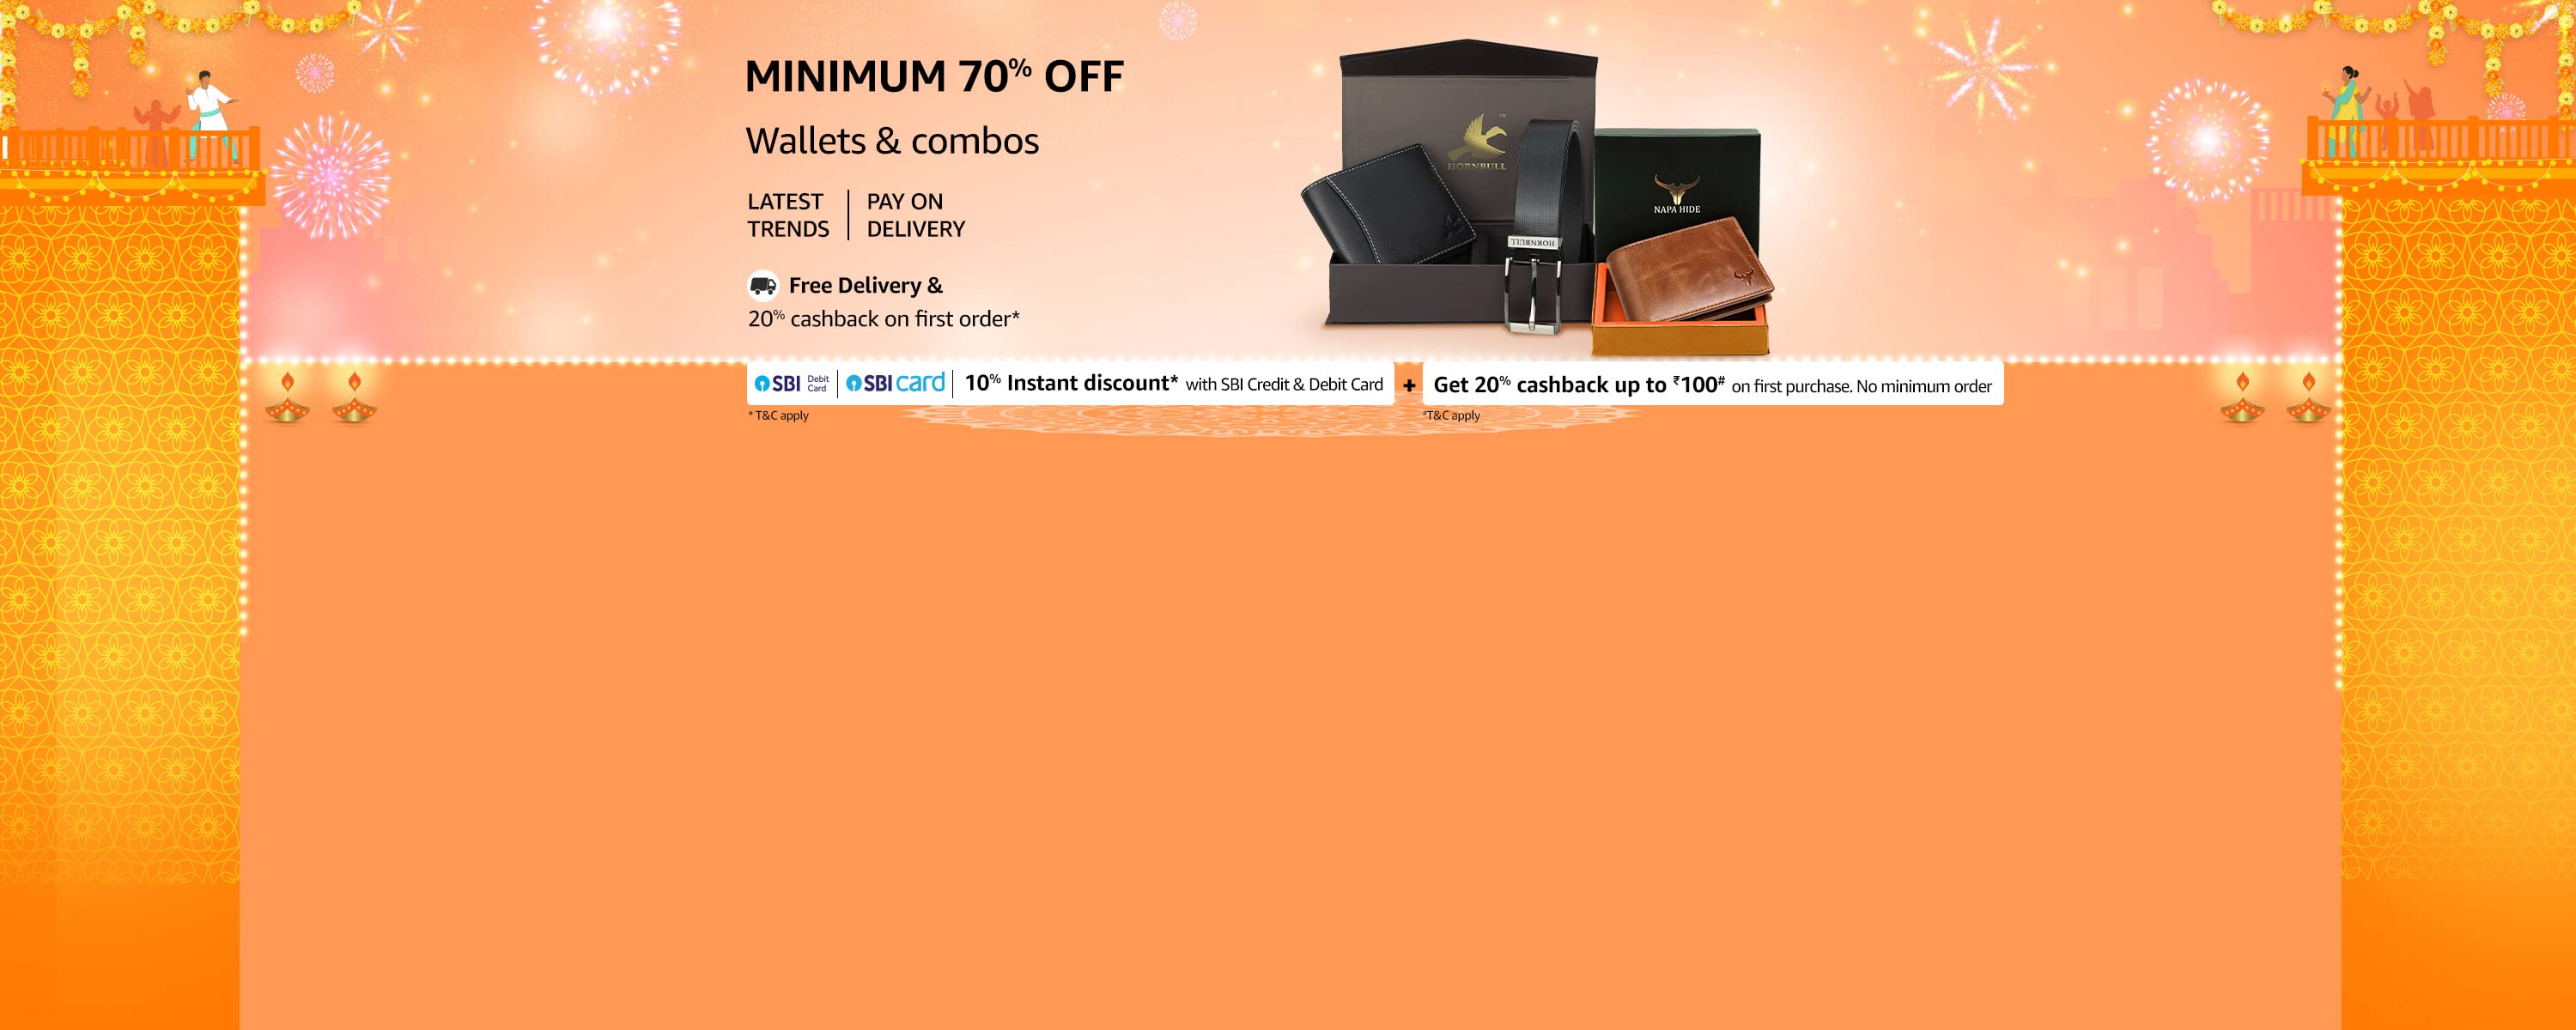 MINIMUM 70% OFF
Wallets & combos
LATEST
TRENDS
PAY ON
DELIVERY
Free Delivery &
20% cashback on first order*
HORNBULL
HORNBULL
NAPA HIDE
SBI Debit Card SBI card 10% Instant discount* with SBI Credit & Debit Card + Get 20% cashback up to ₹100# on first purchase. No minimum order
* T&C apply
*T&C apply